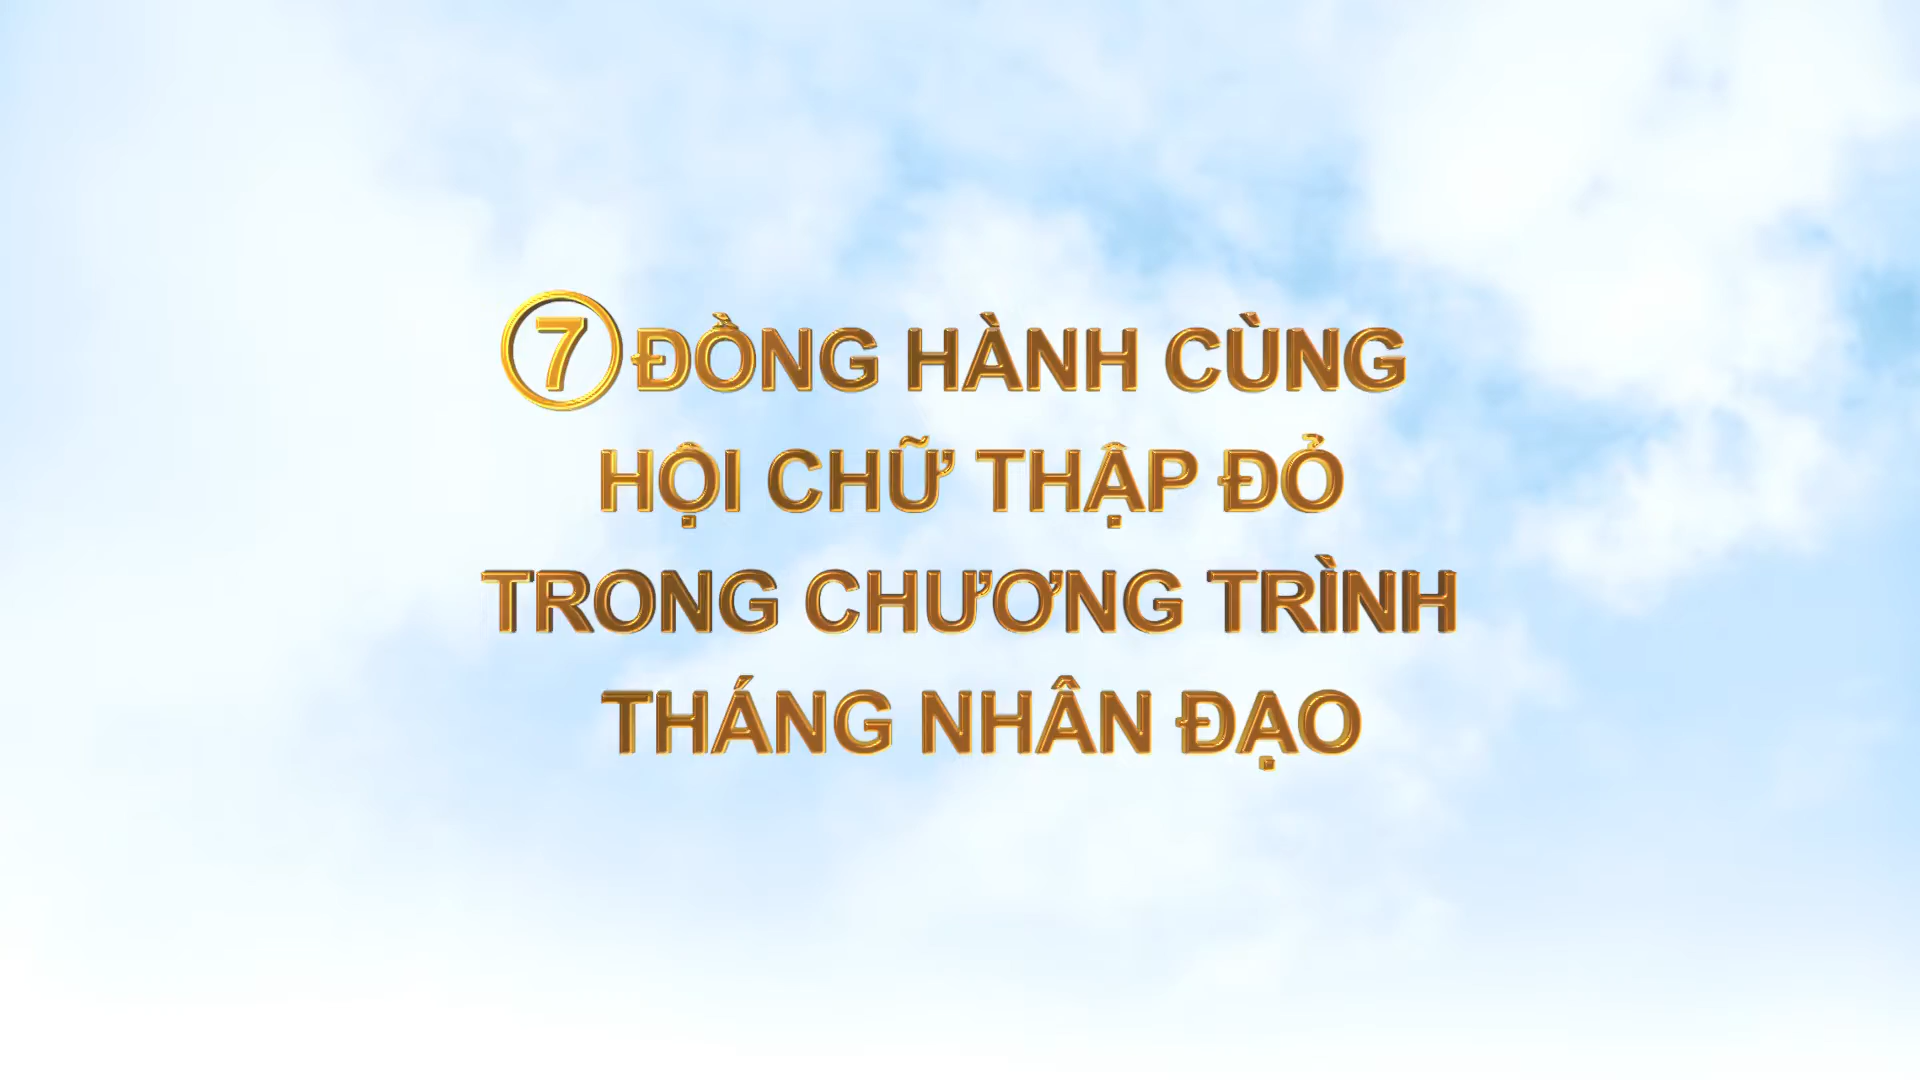 7 ĐỒNG HÀNH CÙNG
HỘI CHỮ THẬP ĐỎ
TRONG CHƯƠNG TRÌNH
THÁNG NHÂN ĐẠO